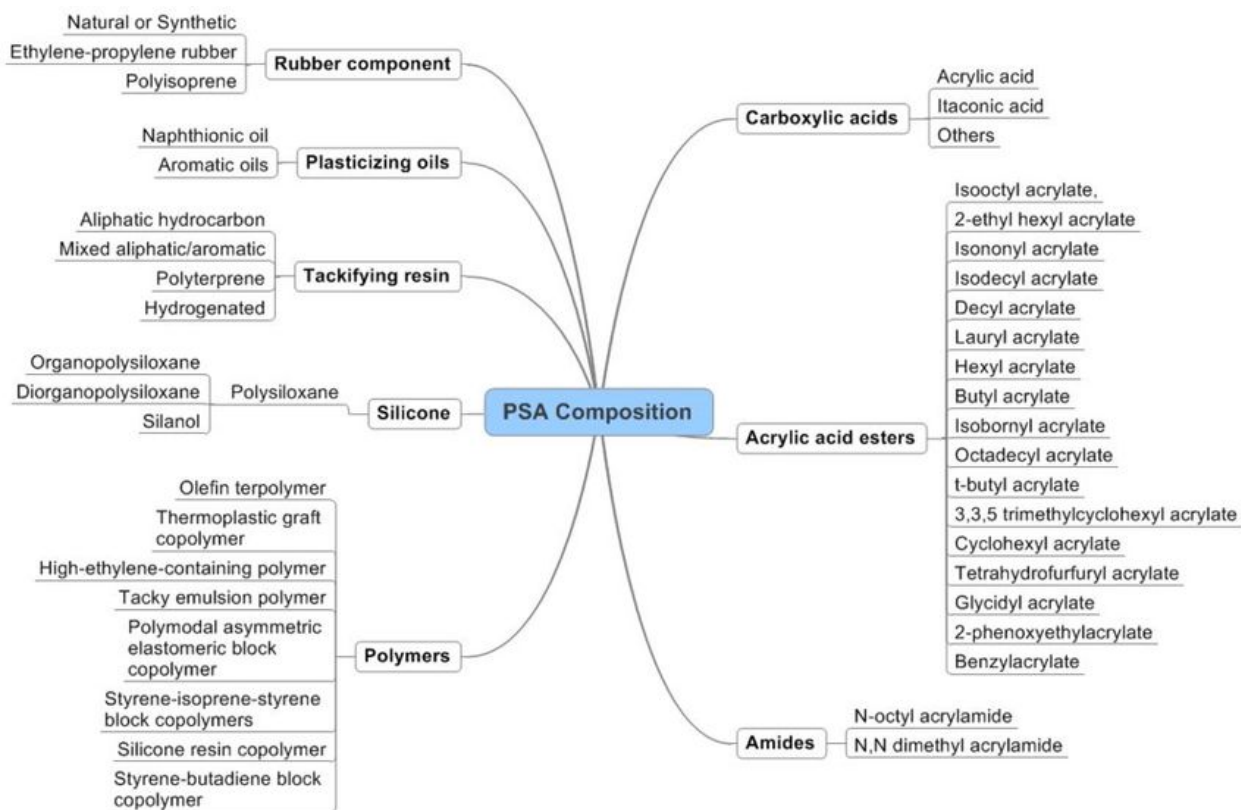 Natural or Synthetic
Ethylene-propylene rubber
Polyisoprene
Rubber component
Naphthionic oil
Aromatic oils
Plasticizing oils
Aliphatic hydrocarbon
Mixed aliphatic/aromatic
Polyterprene
Hydrogenated
Tackifying resin
Organopolysiloxane
Diorganopolysiloxane
Silanol
Polysiloxane
Silicone
Olefin terpolymer
Thermoplastic graft
copolymer
High-ethylene-containing polymer
Tacky emulsion polymer
Polymodal asymmetric
elastomeric block
copolymer
Styrene-isoprene-styrene
block copolymers
Silicone resin copolymer
Styrene-butadiene block
copolymer
Polymers
PSA Composition
Carboxylic acids
Acrylic acid
Itaconic acid
Others
Acrylic acid esters
Isooctyl acrylate,
2-ethyl hexyl acrylate
Isononyl acrylate
Isodecyl acrylate
Decyl acrylate
Lauryl acrylate
Hexyl acrylate
Butyl acrylate
Isobornyl acrylate
Octadecyl acrylate
t-butyl acrylate
3,3,5 trimethylcyclohexyl acrylate
Cyclohexyl acrylate
Tetrahydrofurfuryl acrylate
Glycidyl acrylate
2-phenoxyethylacrylate
Benzylacrylate
Amides
N-octyl acrylamide
N,N dimethyl acrylamide